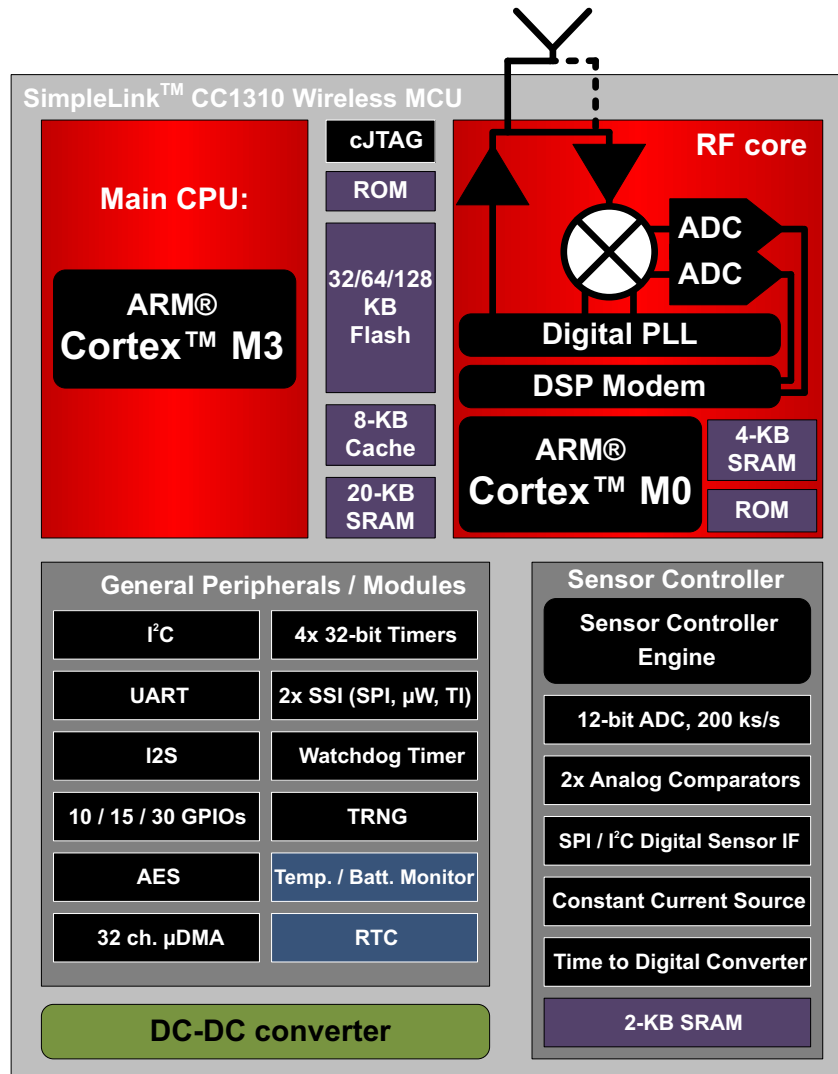 SimpleLink™ CC1310 Wireless MCU
Main CPU:
ARM®
Cortex™ M3
cJTAG
ROM
32/64/128
KB
Flash
8-KB
Cache
20-KB
SRAM
RF core
ADC
ADC
Digital PLL
DSP Modem
ARM®
Cortex™ M0
4-KB
SRAM
ROM
General Peripherals / Modules
I²C
4x 32-bit Timers
UART
2x SSI (SPI, µW, TI)
I2S
Watchdog Timer
10 / 15 / 30 GPIOs
TRNG
AES
Temp. / Batt. Monitor
32 ch. µDMA
RTC
DC-DC converter
Sensor Controller
Sensor Controller
Engine
12-bit ADC, 200 ks/s
2x Analog Comparators
SPI / I²C Digital Sensor IF
Constant Current Source
Time to Digital Converter
2-KB SRAM